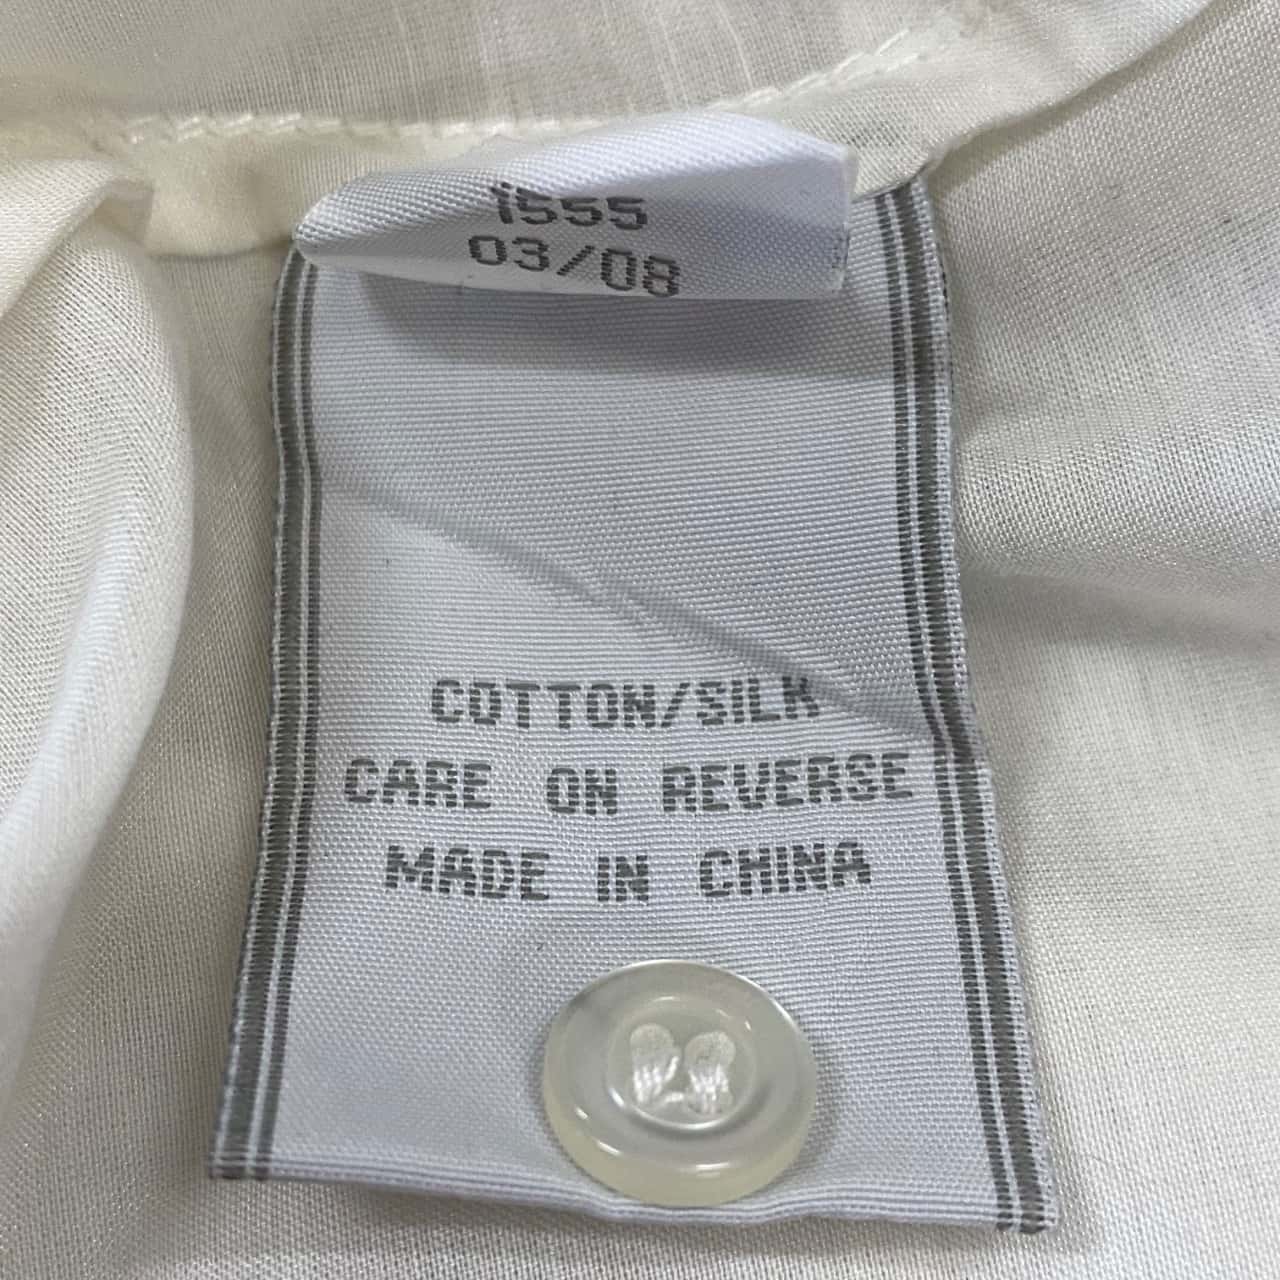 1555
03/08
COTTON/SILK
CARE ON REVERSE
MADE IN CHINA